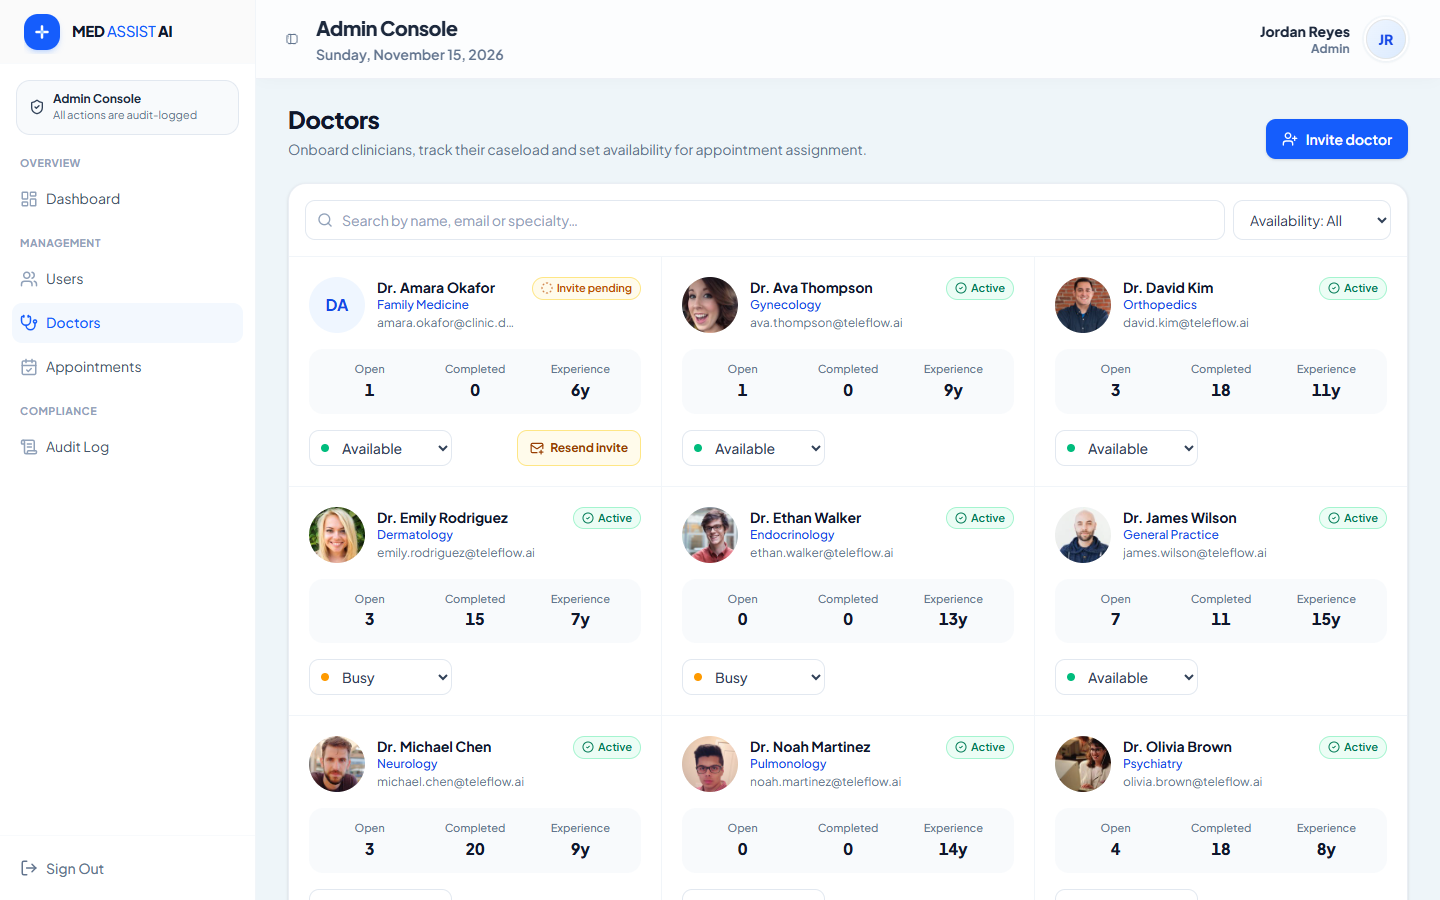 MED ASSIST AI
Admin Console
All actions are audit-logged
OVERVIEW
Dashboard
MANAGEMENT
Users
Doctors
Appointments
COMPLIANCE
Audit Log
Sign Out
Admin Console
Sunday, November 15, 2026
Jordan Reyes
Admin
JR
Doctors
Onboard clinicians, track their caseload and set availability for appointment assignment.
Invite doctor
Search by name, email or specialty...
Availability: All
DA
Dr. Amara Okafor
Invite pending
Family Medicine
amara.okafor@clinic.d...
Open Completed Experience
1 0 6y
Available
Resend invite
Dr. Ava Thompson
Active
Gynecology
ava.thompson@teleflow.ai
Open Completed Experience
1 0 9y
Available
Dr. David Kim
Active
Orthopedics
david.kim@teleflow.ai
Open Completed Experience
3 18 11y
Available
Dr. Emily Rodriguez
Active
Dermatology
emily.rodriguez@teleflow.ai
Open Completed Experience
3 15 7y
Busy
Dr. Ethan Walker
Active
Endocrinology
ethan.walker@teleflow.ai
Open Completed Experience
0 0 13y
Busy
Dr. James Wilson
Active
General Practice
james.wilson@teleflow.ai
Open Completed Experience
7 11 15y
Available
Dr. Michael Chen
Active
Neurology
michael.chen@teleflow.ai
Open Completed Experience
3 20 9y
Dr. Noah Martinez
Active
Pulmonology
noah.martinez@teleflow.ai
Open Completed Experience
0 0 14y
Dr. Olivia Brown
Active
Psychiatry
olivia.brown@teleflow.ai
Open Completed Experience
4 18 8y